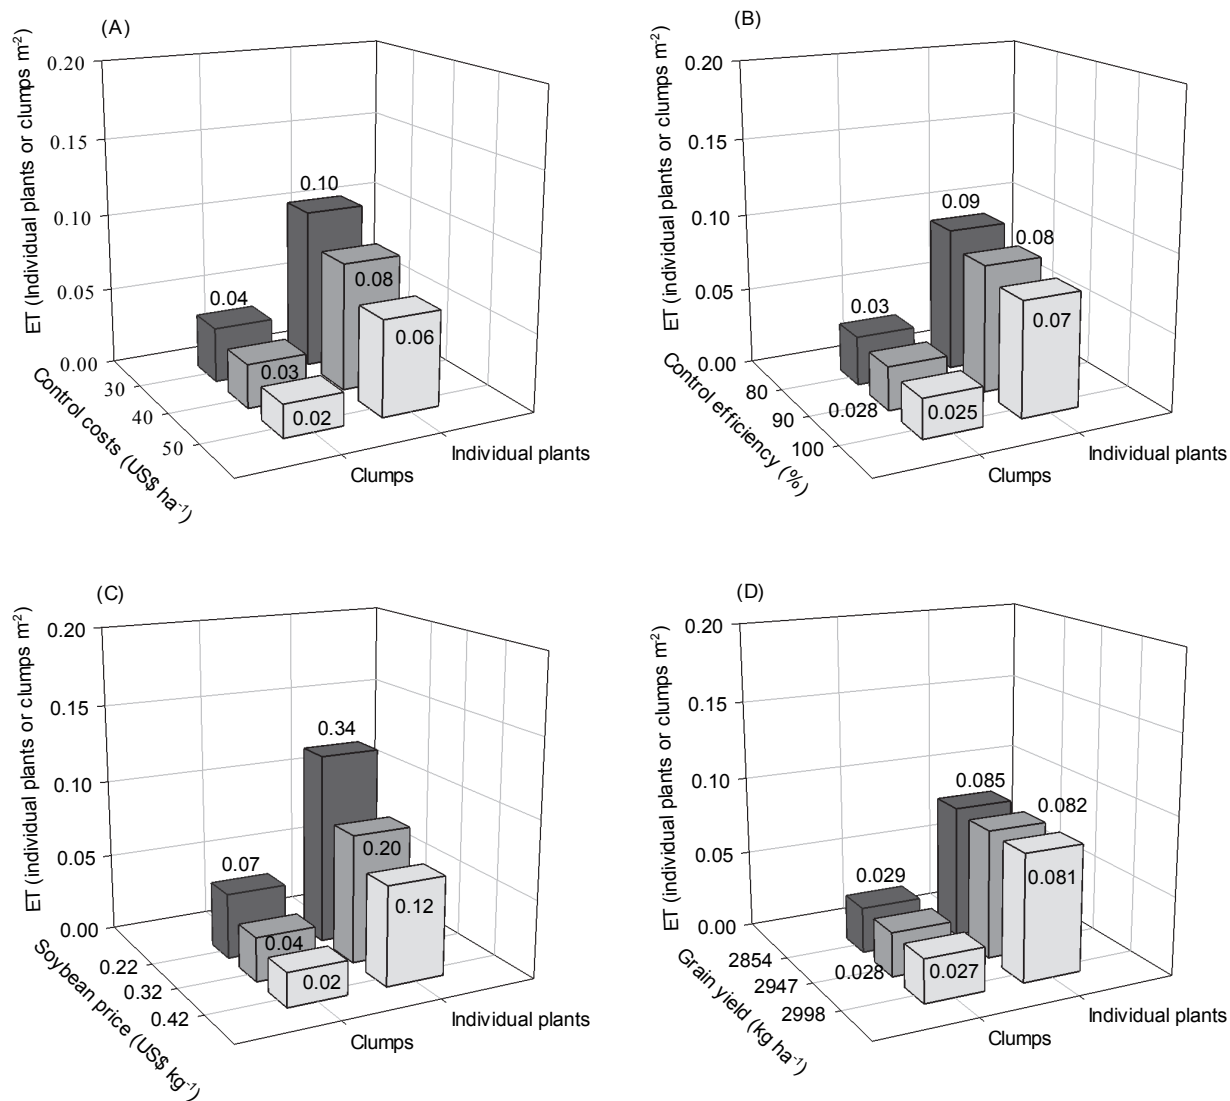 (A)
ET (Individual plants or clumps m-2)
0.20
0.15
0.10
0.05
0.00
0.10
0.08
0.06
0.04
0.03
0.02
30
40
50
Control costs (US$ ha-1)
Clumps
Individual plants
(B)
ET (individual plants or clumps m-2)
0.20
0.15
0.10
0.05
0.00
0.09
0.08
0.07
0.03
0.028
0.025
80
90
100
Control efficiency (%)
Clumps
Individual plants
(C)
ET (individual plants or clumps m-2)
0.20
0.15
0.10
0.05
0.00
0.34
0.20
0.12
0.07
0.04
0.02
0.22
0.32
0.42
Soybean price (US$ kg-1)
Clumps
Individual plants
(D)
ET (individual plants or clumps m-2)
0.20
0.15
0.10
0.05
0.00
0.085
0.082
0.081
0.029
0.028
0.027
2854
2947
2998
Grain yield (kg ha-1)
Clumps
Individual plants